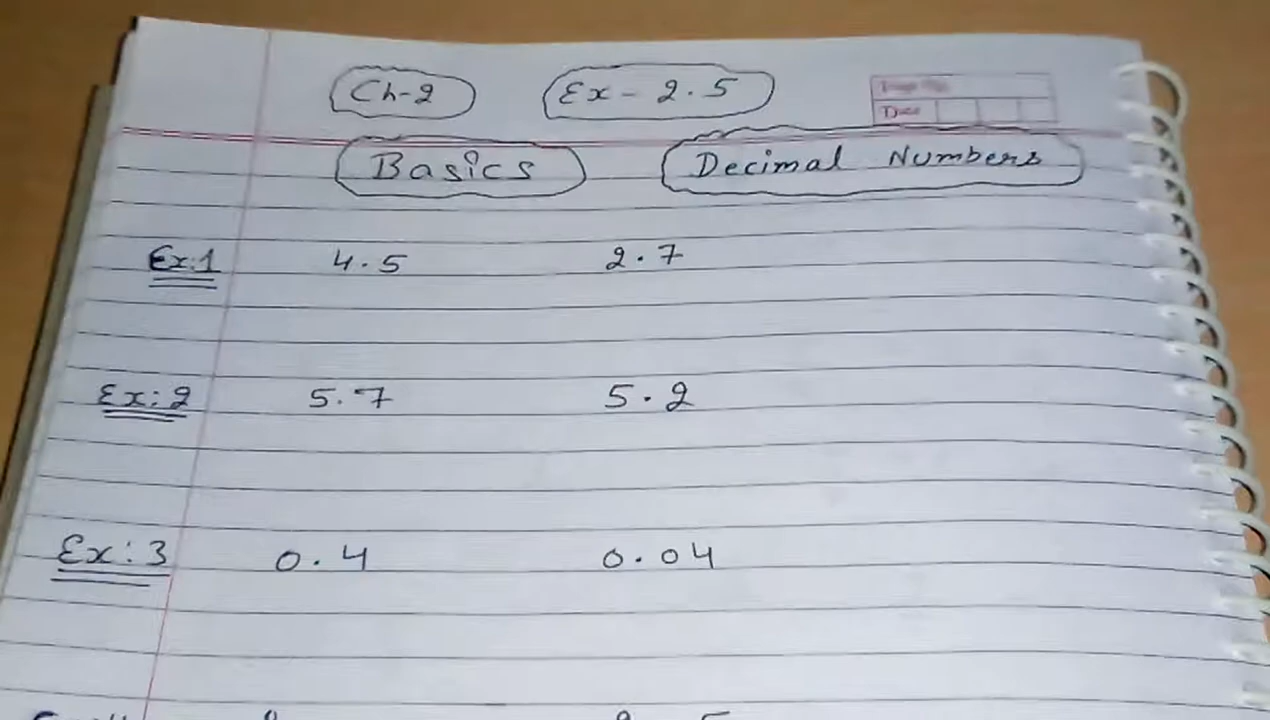 Ch-2 Ex - 2.5
Date
Basics Decimal Numbers
Ex:1 4.5 2.7
Ex:2 5.7 5.2
Ex:3 0.4 0.04